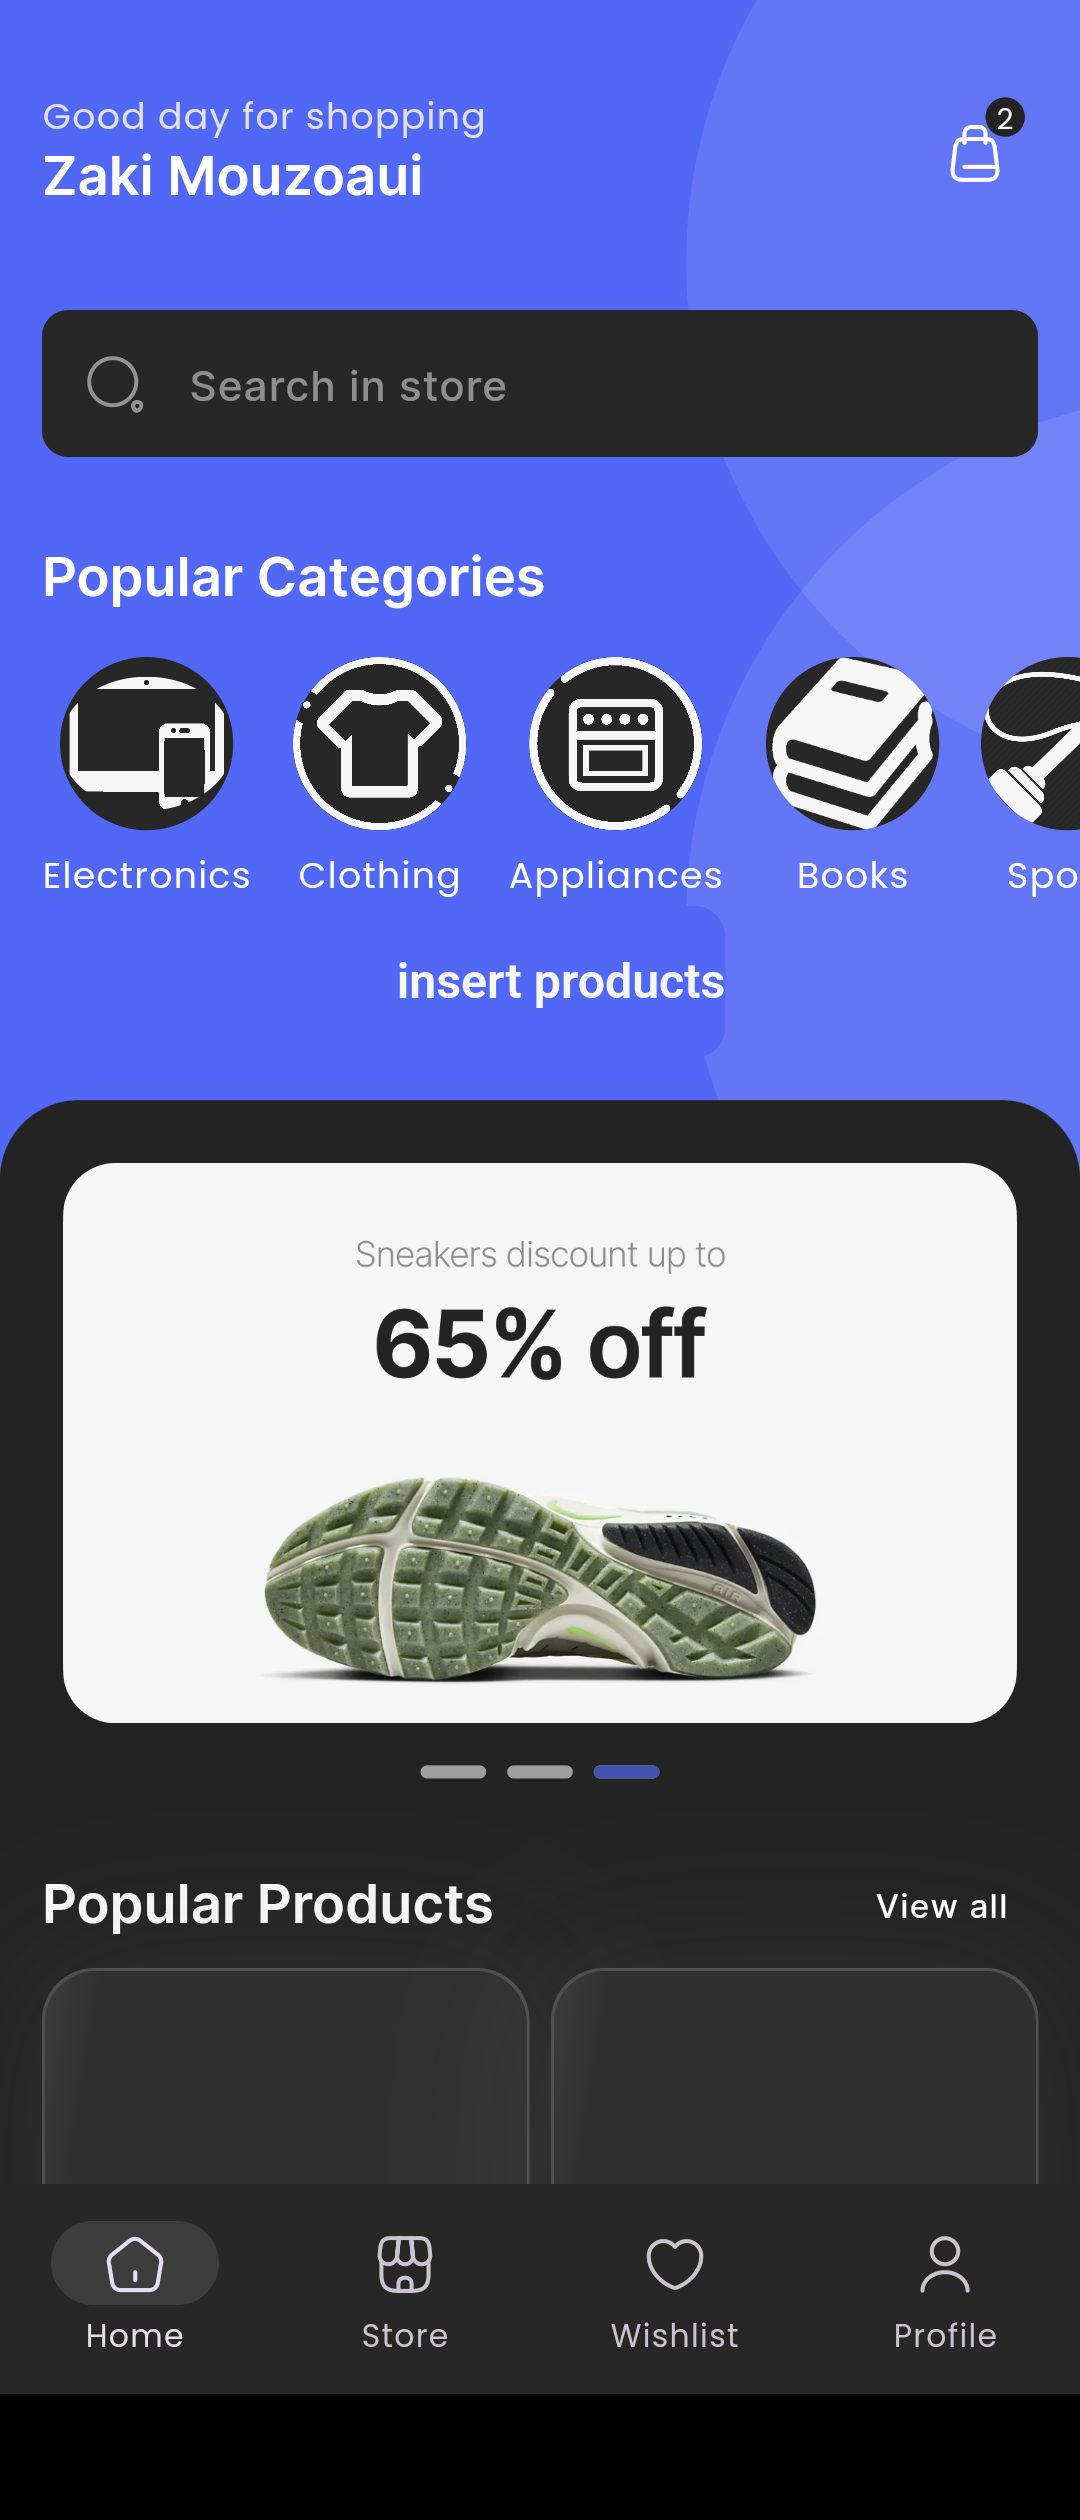 Good day for shopping
Zaki Mouzoaui
2
Search in store
Popular Categories
Electronics
Clothing
Appliances
Books
Spo
insert products
Sneakers discount up to
65% off
AIR
Popular Products
View all
Home
Store
Wishlist
Profile